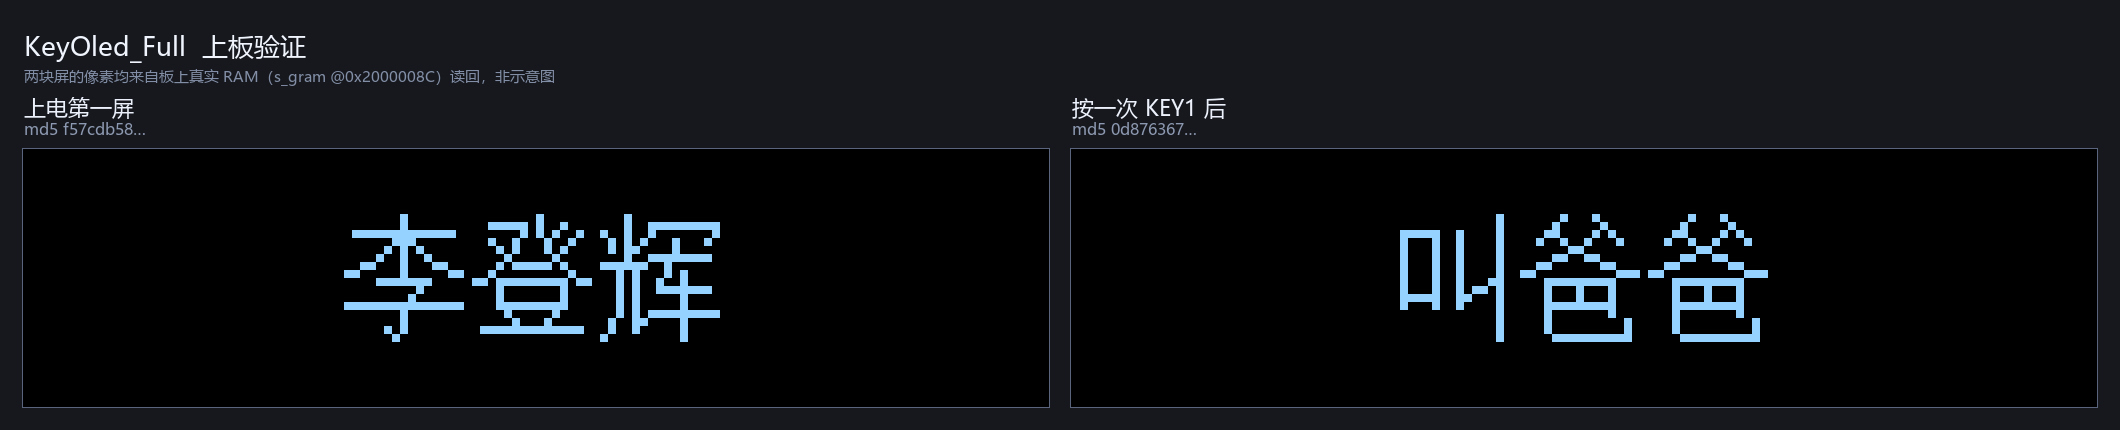 KeyOled_Full 上板验证
两块屏的像素均来自板上真实 RAM（s_gram @0x2000008C）读回，非示意图
上电第一屏
md5 f57cdb58...
李登辉
按一次 KEY1 后
md5 0d876367...
叫爸爸